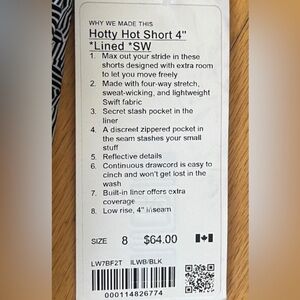 WHY WE MADE THIS
Hotty Hot Short 4"
*Lined *SW
1. Max out your stride in these
shorts designed with extra room
to let you move freely
2. Made with four-way stretch,
sweat-wicking, and lightweight
Swift fabric
3. Secret stash pocket in the
liner
4. A discreet zippered pocket in
the seam stashes your small
stuff
5. Reflective details
6. Continuous drawcord is easy to
cinch and won't get lost in the
wash
7. Built-in liner offers extra
coverage
8. Low rise, 4" inseam
SIZE 8 $64.00
LW7BF2T ILWB/BLK
000114826774